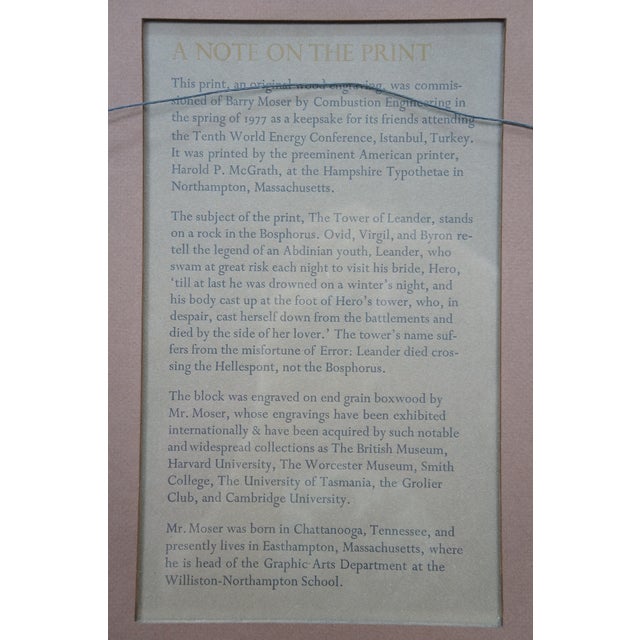 A NOTE ON THE PRINT
This print, an original wood engraving, was commis-
sioned of Barry Moser by Combustion Engineering in
the spring of 1977 as a keepsake for its friends attending
the Tenth World Energy Conference, Istanbul, Turkey.
It was printed by the preeminent American printer,
Harold P. McGrath, at the Hampshire Typothetae in
Northampton, Massachusetts.
The subject of the print, The Tower of Leander, stands
on a rock in the Bosphorus. Ovid, Virgil, and Byron re-
tell the legend of an Abdinian youth, Leander, who
swam at great risk each night to visit his bride, Hero,
'till at last he was drowned on a winter's night, and
his body cast up at the foot of Hero's tower, who, in
despair, cast herself down from the battlements and
died by the side of her lover.' The tower's name suf-
fers from the misfortune of Error: Leander died cros-
sing the Hellespont, not the Bosphorus.
The block was engraved on end grain boxwood by
Mr. Moser, whose engravings have been exhibited
internationally & have been acquired by such notable
and widespread collections as The British Museum,
Harvard University, The Worcester Museum, Smith
College, The University of Tasmania, the Grolier
Club, and Cambridge University.
Mr. Moser was born in Chattanooga, Tennessee, and
presently lives in Easthampton, Massachusetts, where
he is head of the Graphic Arts Department at the
Williston-Northampton School.